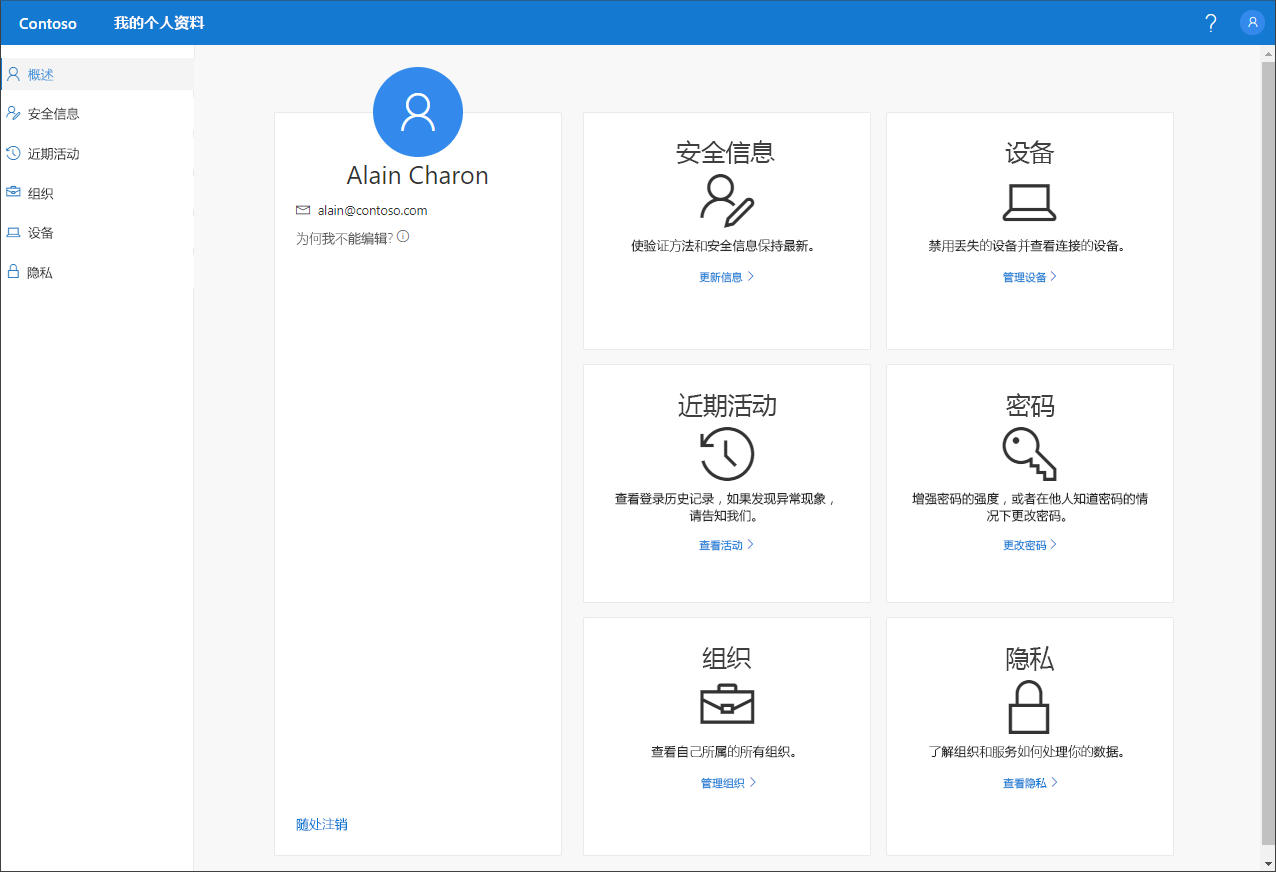 Contoso
我的个人资料
?
概述
安全信息
近期活动
组织
设备
隐私
Alain Charon
alain@contoso.com
为何我不能编辑?
随处注销
安全信息
使验证方法和安全信息保持最新。
更新信息
设备
禁用丢失的设备并查看连接的设备。
管理设备
近期活动
查看登录历史记录，如果发现异常现象，
请告知我们。
查看活动
密码
增强密码的强度，或者在他人知道密码的情
况下更改密码。
更改密码
组织
查看自己所属的所有组织。
管理组织
隐私
了解组织和服务如何处理你的数据。
查看隐私